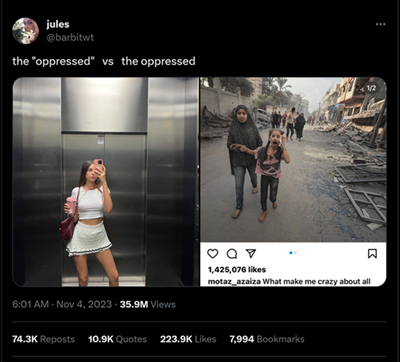 jules
@barbitwt
the "oppressed" vs the oppressed
1/2
1,425,076 likes
motaz_azaiza What make me crazy about all
6:01 AM · Nov 4, 2023 · 35.9M Views
74.3K Reposts 10.9K Quotes 223.9K Likes 7,994 Bookmarks